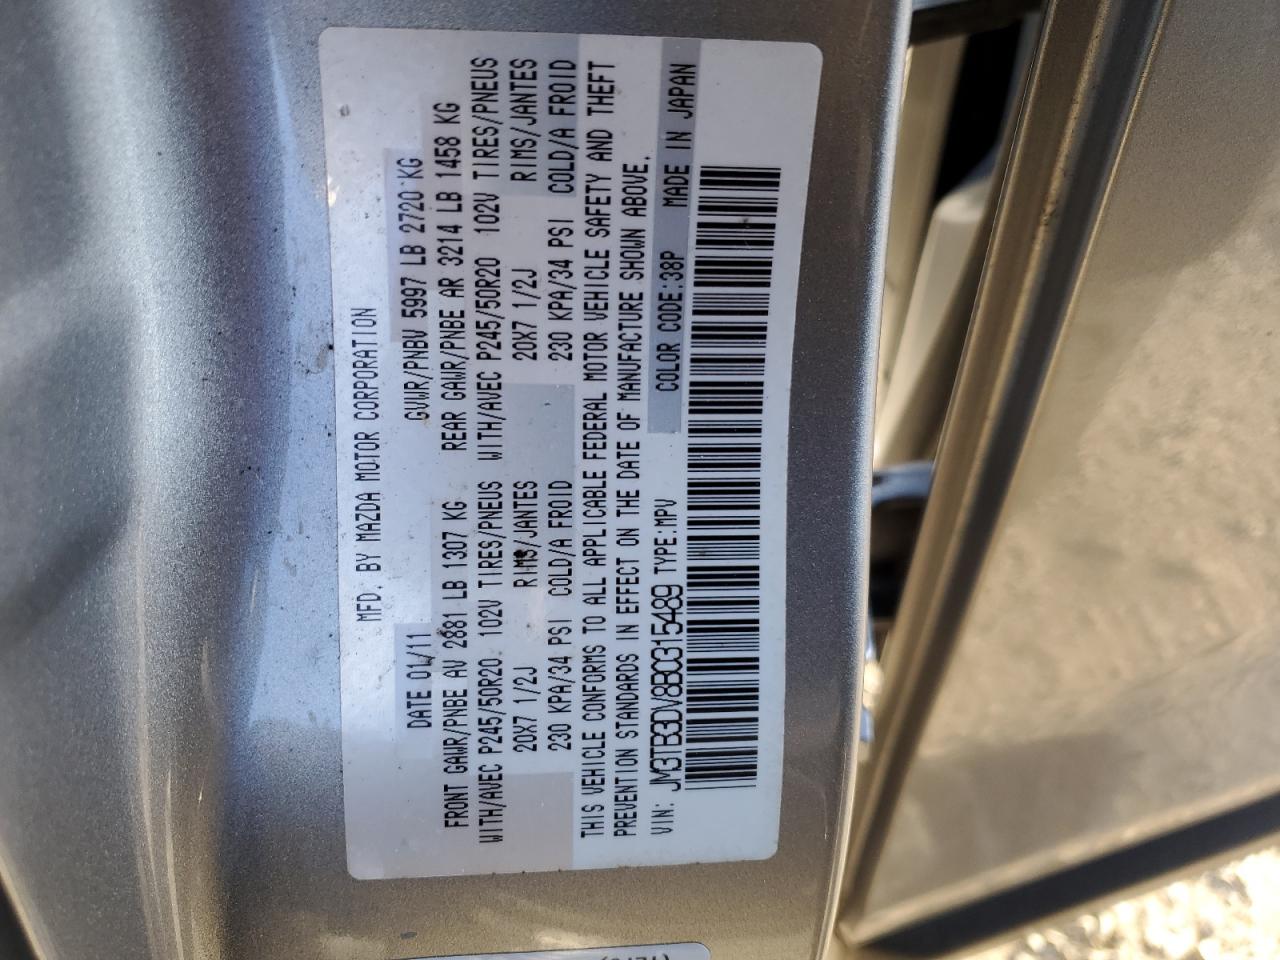 MFD. BY MAZDA MOTOR CORPORATION
DATE 01/11 GVWR/PNBV 5997 LB 2720 KG
FRONT GAWR/PNBE AV 2881 LB 1307 KG REAR GAWR/PNBE AR 3214 LB 1458 KG
WITH/AVEC P245/50R20 102V TIRES/PNEUS WITH/AVEC P245/50R20 102V TIRES/PNEUS
20X7 1/2J RIMS/JANTES 20X7 1/2J RIMS/JANTES
230 KPA/34 PSI COLD/A FROID 230 KPA/34 PSI COLD/A FROID
THIS VEHICLE CONFORMS TO ALL APPLICABLE FEDERAL MOTOR VEHICLE SAFETY AND THEFT
PREVENTION STANDARDS IN EFFECT ON THE DATE OF MANUFACTURE SHOWN ABOVE.
VIN: JM3TB3DV8B0315489 TYPE:MPV COLOR CODE:38P MADE IN JAPAN